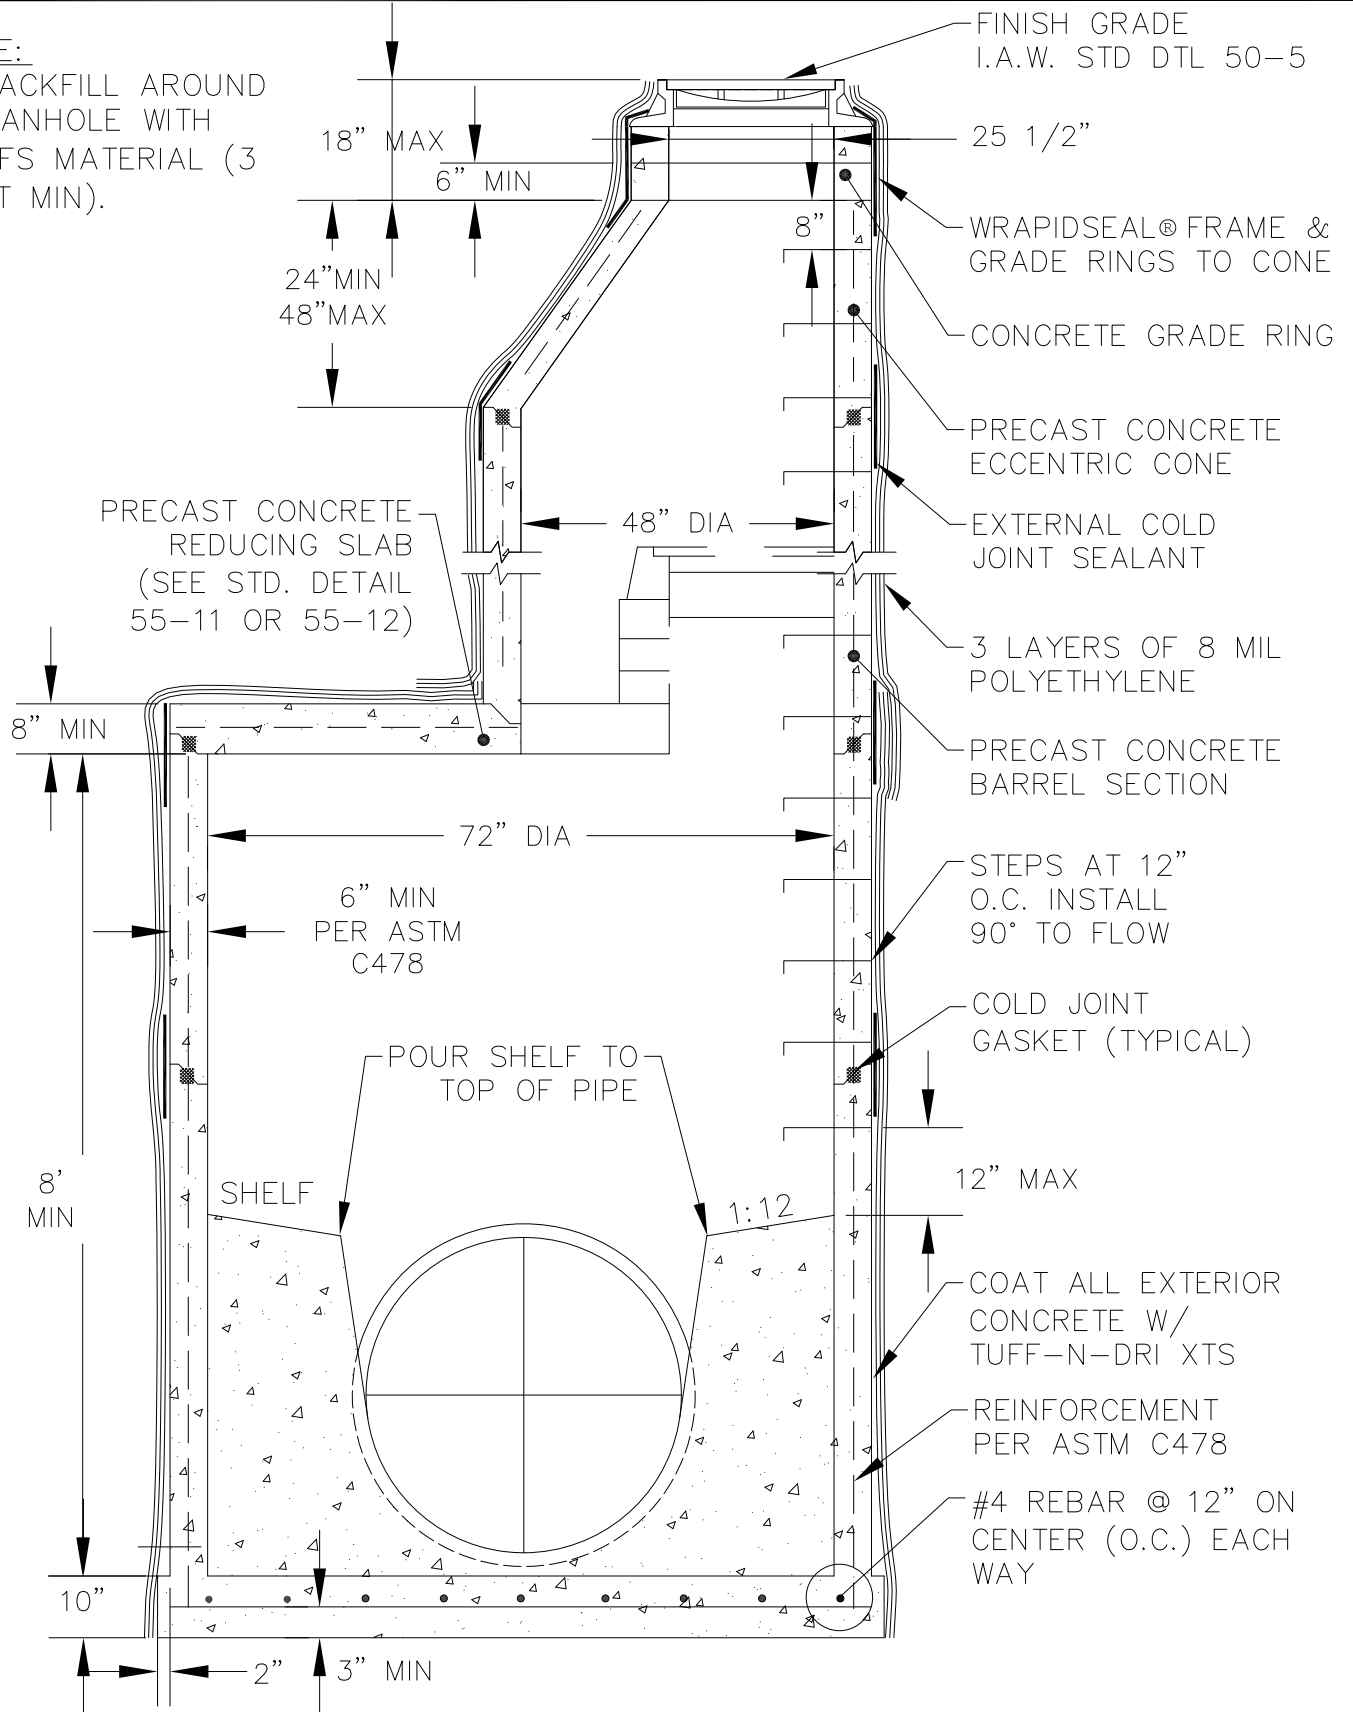 E:
ACKFILL AROUND
ANHOLE WITH
FS MATERIAL (3
T MIN).
FINISH GRADE
I.A.W. STD DTL 50-5
18" MAX
6" MIN
25 1/2"
8"
WRAPIDSEAL® FRAME &
GRADE RINGS TO CONE
24"MIN
48"MAX
CONCRETE GRADE RING
PRECAST CONCRETE
ECCENTRIC CONE
PRECAST CONCRETE
REDUCING SLAB
(SEE STD. DETAIL
55-11 OR 55-12)
48" DIA
EXTERNAL COLD
JOINT SEALANT
3 LAYERS OF 8 MIL
POLYETHYLENE
8" MIN
PRECAST CONCRETE
BARREL SECTION
72" DIA
STEPS AT 12"
O.C. INSTALL
90° TO FLOW
6" MIN
PER ASTM
C478
COLD JOINT
GASKET (TYPICAL)
POUR SHELF TO
TOP OF PIPE
8'
MIN
SHELF
1:12
12" MAX
COAT ALL EXTERIOR
CONCRETE W/
TUFF-N-DRI XTS
REINFORCEMENT
PER ASTM C478
#4 REBAR @ 12" ON
CENTER (O.C.) EACH
WAY
10"
2"
3" MIN